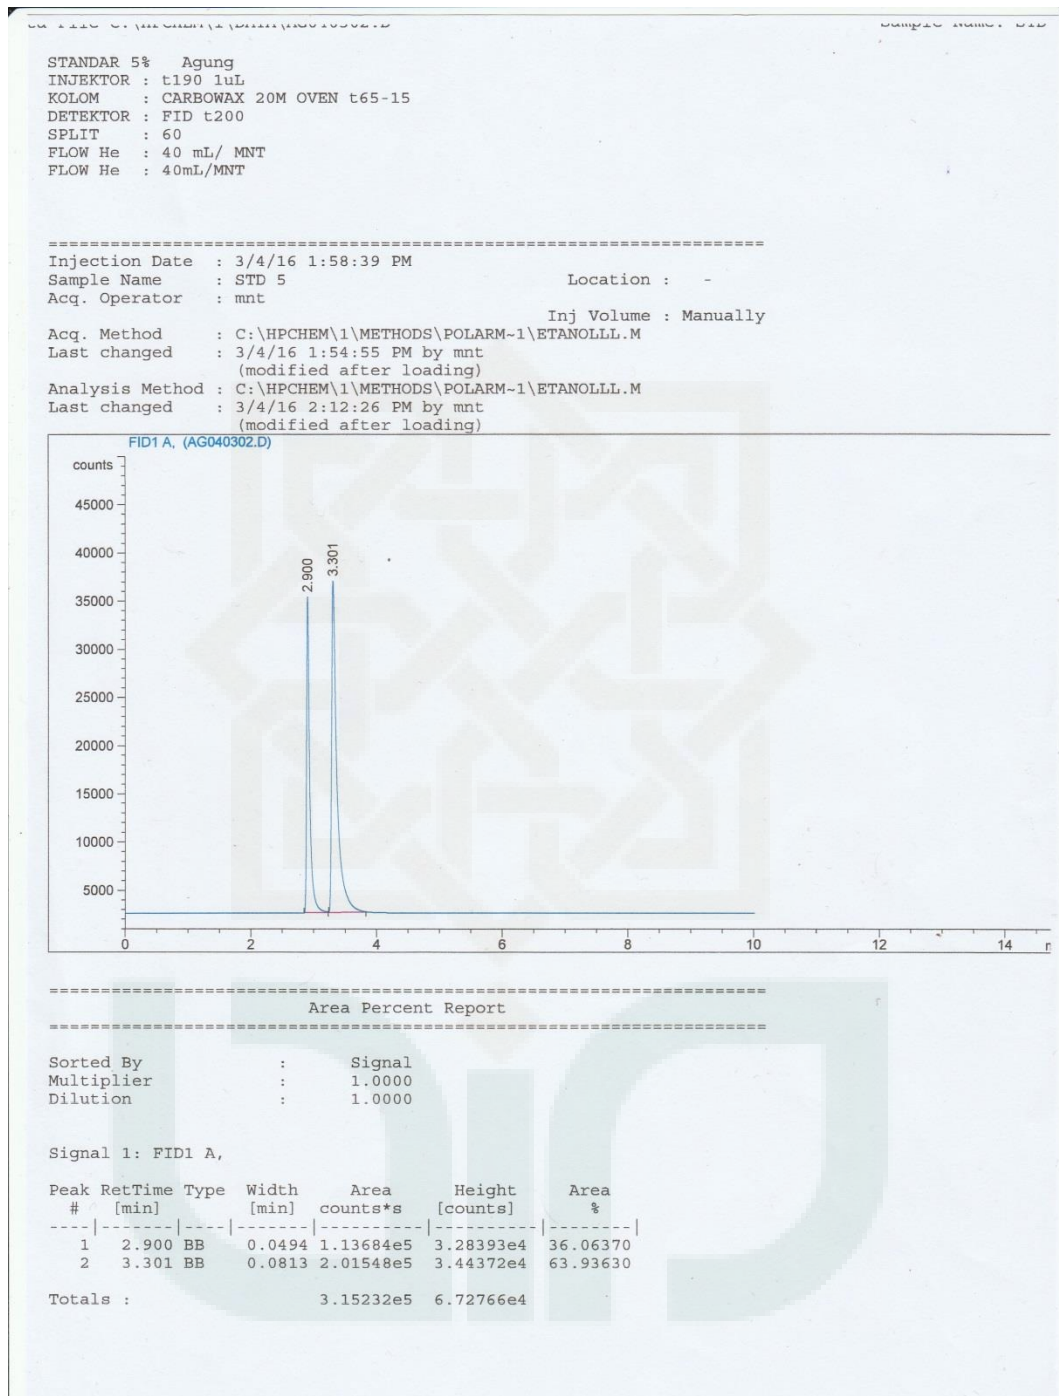 STANDAR 5% Agung
INJEKTOR : t190 1uL
KOLOM : CARBOWAX 20M OVEN t65-15
DETEKTOR : FID t200
SPLIT : 60
FLOW He : 40 mL/ MNT
FLOW He : 40mL/MNT
=====================================================================
Injection Date : 3/4/16 1:58:39 PM
Sample Name : STD 5 Location : -
Acq. Operator : mnt
Inj Volume : Manually
Acq. Method : C:\HPCHEM\1\METHODS\POLARM~1\ETANOLLL.M
Last changed : 3/4/16 1:54:55 PM by mnt
(modified after loading)
Analysis Method : C:\HPCHEM\1\METHODS\POLARM~1\ETANOLLL.M
Last changed : 3/4/16 2:12:26 PM by mnt
(modified after loading)
FID1 A, (AG040302.D)
counts
45000
40000
35000
30000
25000
20000
15000
10000
5000
2.900
3.301
0 2 4 6 8 10 12 14
=====================================================================
Area Percent Report
=====================================================================
Sorted By : Signal
Multiplier : 1.0000
Dilution : 1.0000
Signal 1: FID1 A,
Peak RetTime Type Width Area Height Area
# [min] [min] counts*s [counts] %
----|-------|----|-------|----------|----------|--------|
1 2.900 BB 0.0494 1.13684e5 3.28393e4 36.06370
2 3.301 BB 0.0813 2.01548e5 3.44372e4 63.93630
Totals : 3.15232e5 6.72766e4